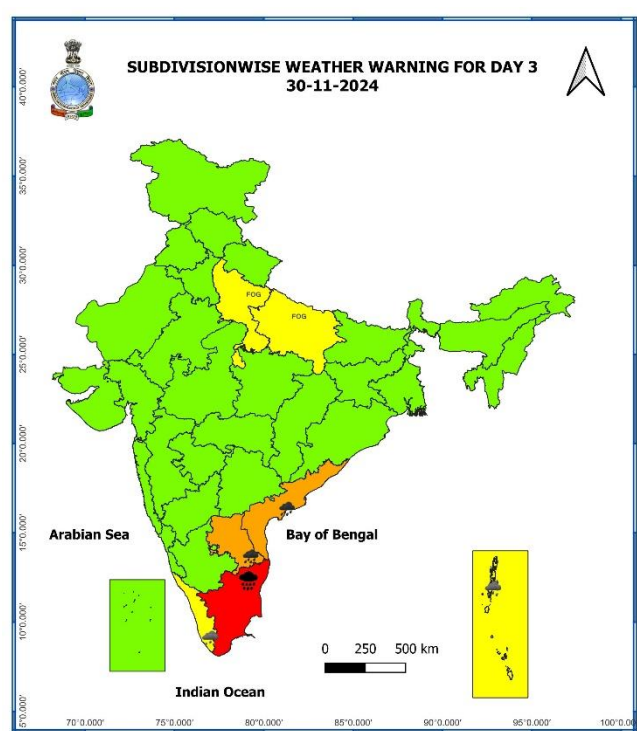 SUBDIVISIONWISE WEATHER WARNING FOR DAY 3
30-11-2024
40°0.000'
35°0.000'
30°0.000'
25°0.000'
20°0.000'
15°0.000'
10°0.000'
5°0.000'
FOG
FOG
Arabian Sea
Bay of Bengal
0 250 500 km
Indian Ocean
70°0.000' 75°0.000' 80°0.000' 85°0.000' 90°0.000' 95°0.000' 100°0.0